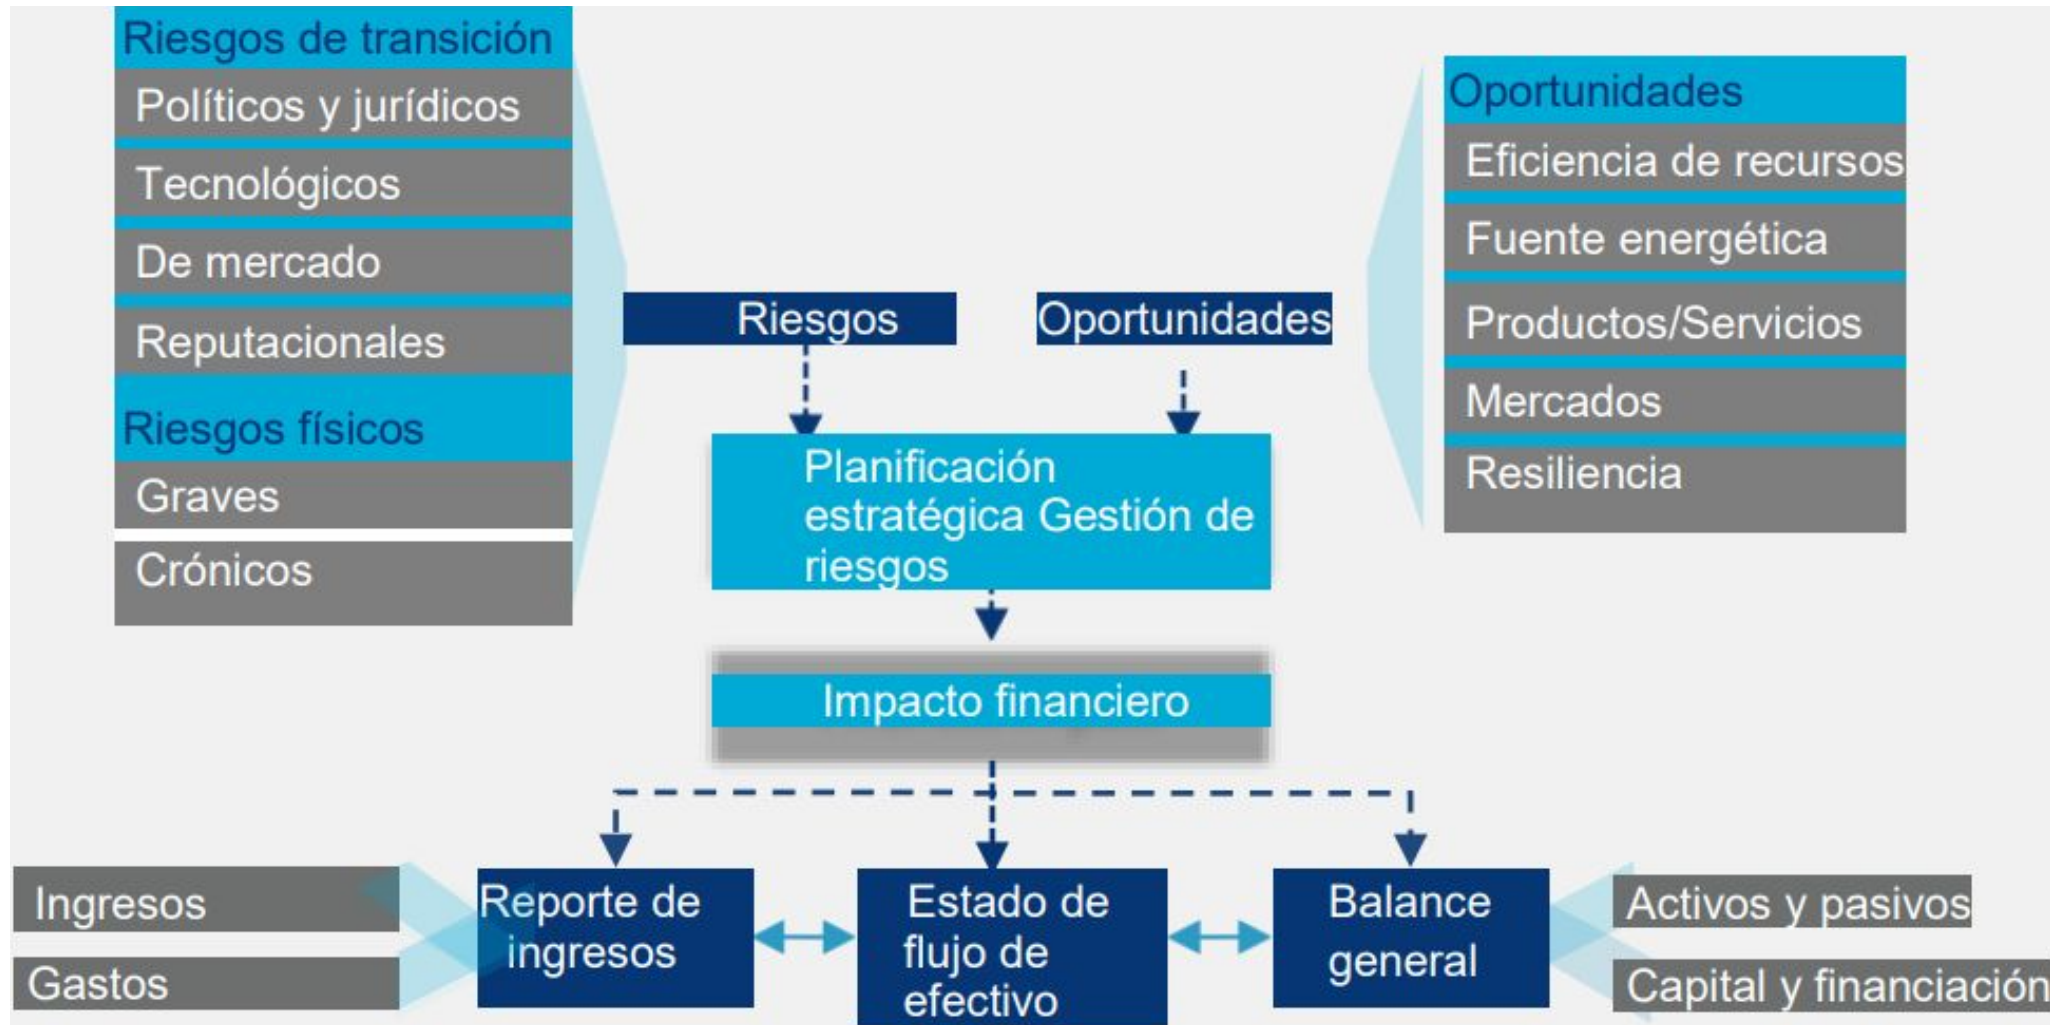 Riesgos de transición
Políticos y jurídicos
Tecnológicos
De mercado
Reputacionales
Riesgos físicos
Graves
Crónicos
Riesgos
Oportunidades
Oportunidades
Eficiencia de recursos
Fuente energética
Productos/Servicios
Mercados
Resiliencia
Planificación
estratégica Gestión de
riesgos
Impacto financiero
Ingresos
Gastos
Reporte de
ingresos
Estado de
flujo de
efectivo
Balance
general
Activos y pasivos
Capital y financiación